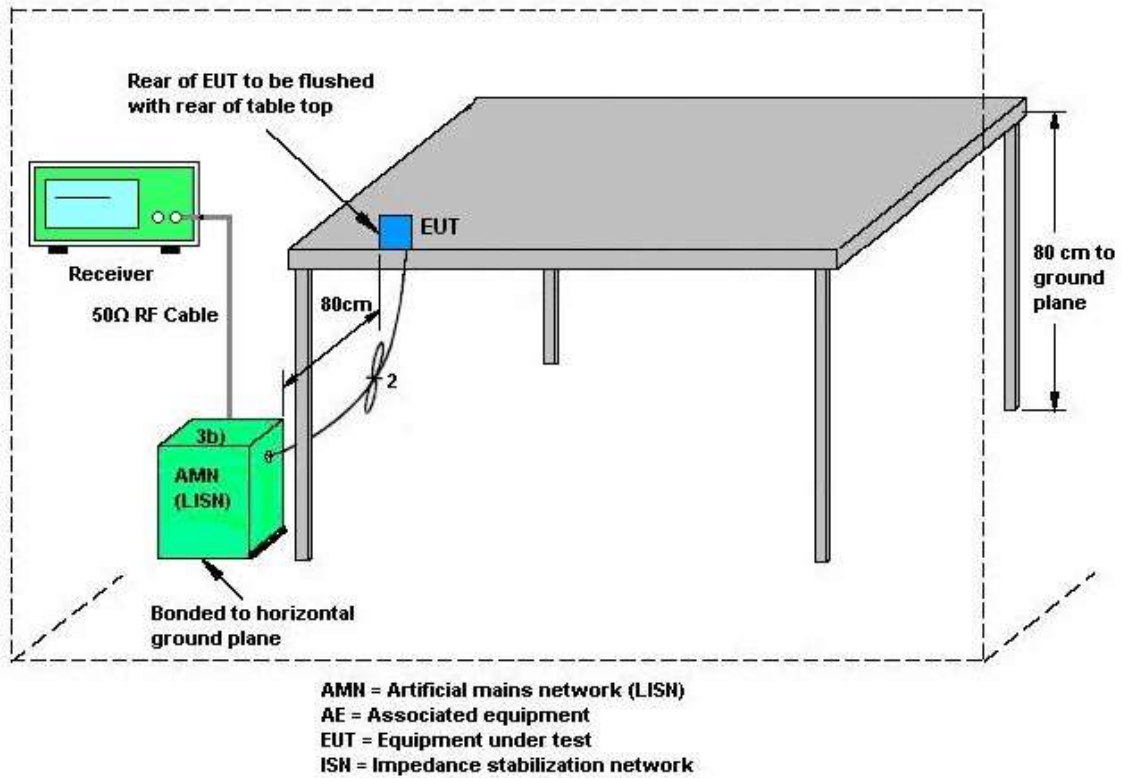 Rear of EUT to be flushed
with rear of table top
EUT
Receiver
50Ω RF Cable
80cm
80 cm to
ground
plane
2
3b)
AMN
(LISN)
Bonded to horizontal
ground plane
AMN = Artificial mains network (LISN)
AE = Associated equipment
EUT = Equipment under test
ISN = Impedance stabilization network